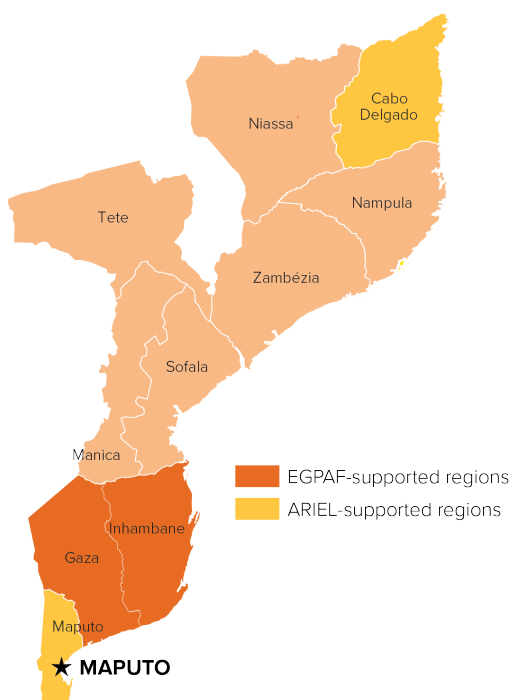 Cabo
Delgado
Niassa
Nampula
Tete
Zambézia
Sofala
Manica
EGPAF-supported regions
ARIEL-supported regions
Inhambane
Gaza
Maputo
MAPUTO